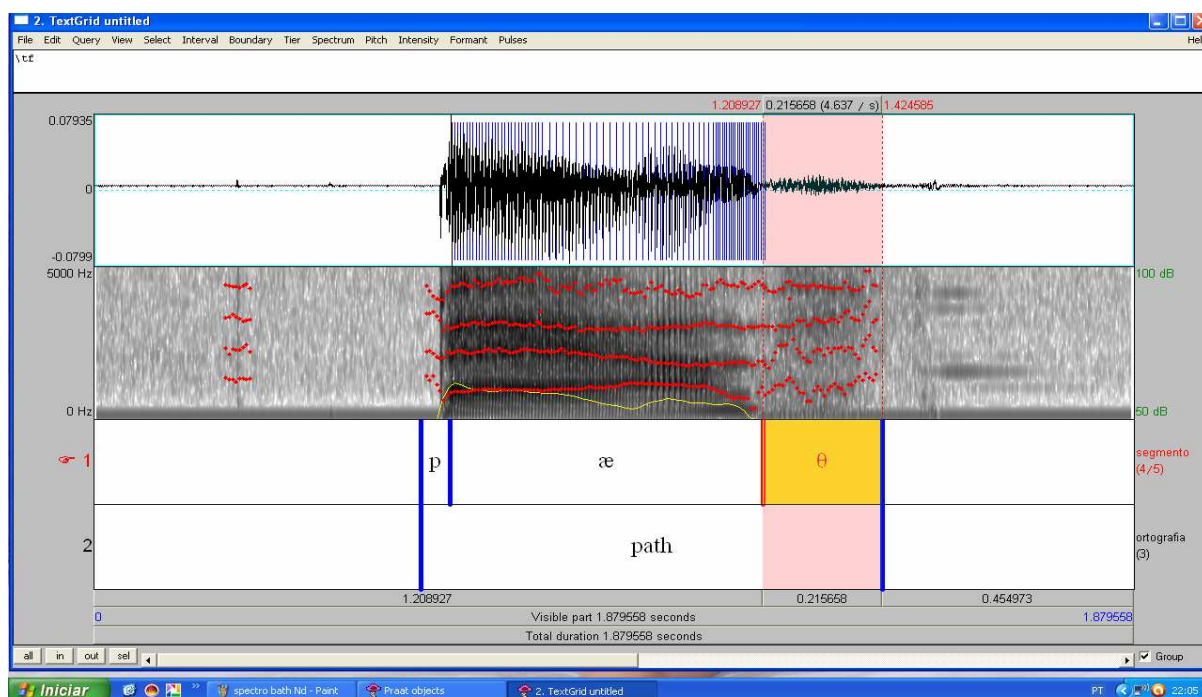 2. TextGrid untitled
File Edit Query View Select Interval Boundary Tier Spectrum Pitch Intensity Formant Pulses Hel
\tf
1.208927 0.215658 (4.637 / s) 1.424585
0.07935
0
-0.0799
5000 Hz 100 dB
0 Hz 50 dB
1 p æ θ segmento
(4/5)
2 path ortografia
(3)
1.208927 0.215658 0.454973
0 Visible part 1.879558 seconds 1.879558
Total duration 1.879558 seconds
all in out sel Group
Iniciar » spectro bath Nd - Paint Praat objects 2. TextGrid untitled PT 22:05